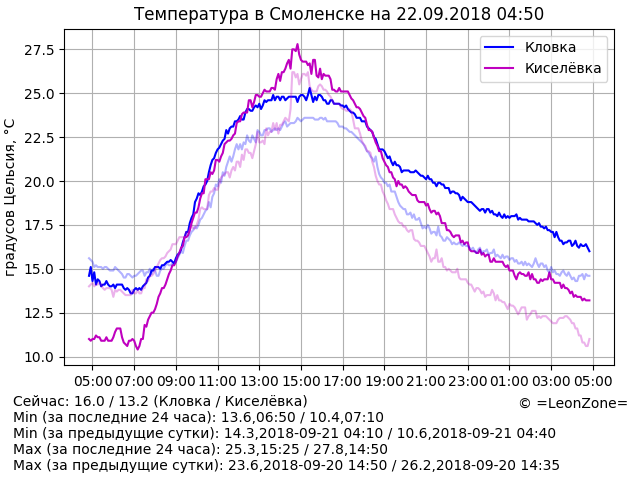 Температура в Смоленске на 22.09.2018 04:50
Кловка
Киселёвка
градусов Цельсия, °C
27.5
25.0
22.5
20.0
17.5
15.0
12.5
10.0
05:00 07:00 09:00 11:00 13:00 15:00 17:00 19:00 21:00 23:00 01:00 03:00 05:00
Сейчас: 16.0 / 13.2 (Кловка / Киселёвка)
© =LeonZone=
Min (за последние 24 часа): 13.6,06:50 / 10.4,07:10
Min (за предыдущие сутки): 14.3,2018-09-21 04:10 / 10.6,2018-09-21 04:40
Max (за последние 24 часа): 25.3,15:25 / 27.8,14:50
Max (за предыдущие сутки): 23.6,2018-09-20 14:50 / 26.2,2018-09-20 14:35